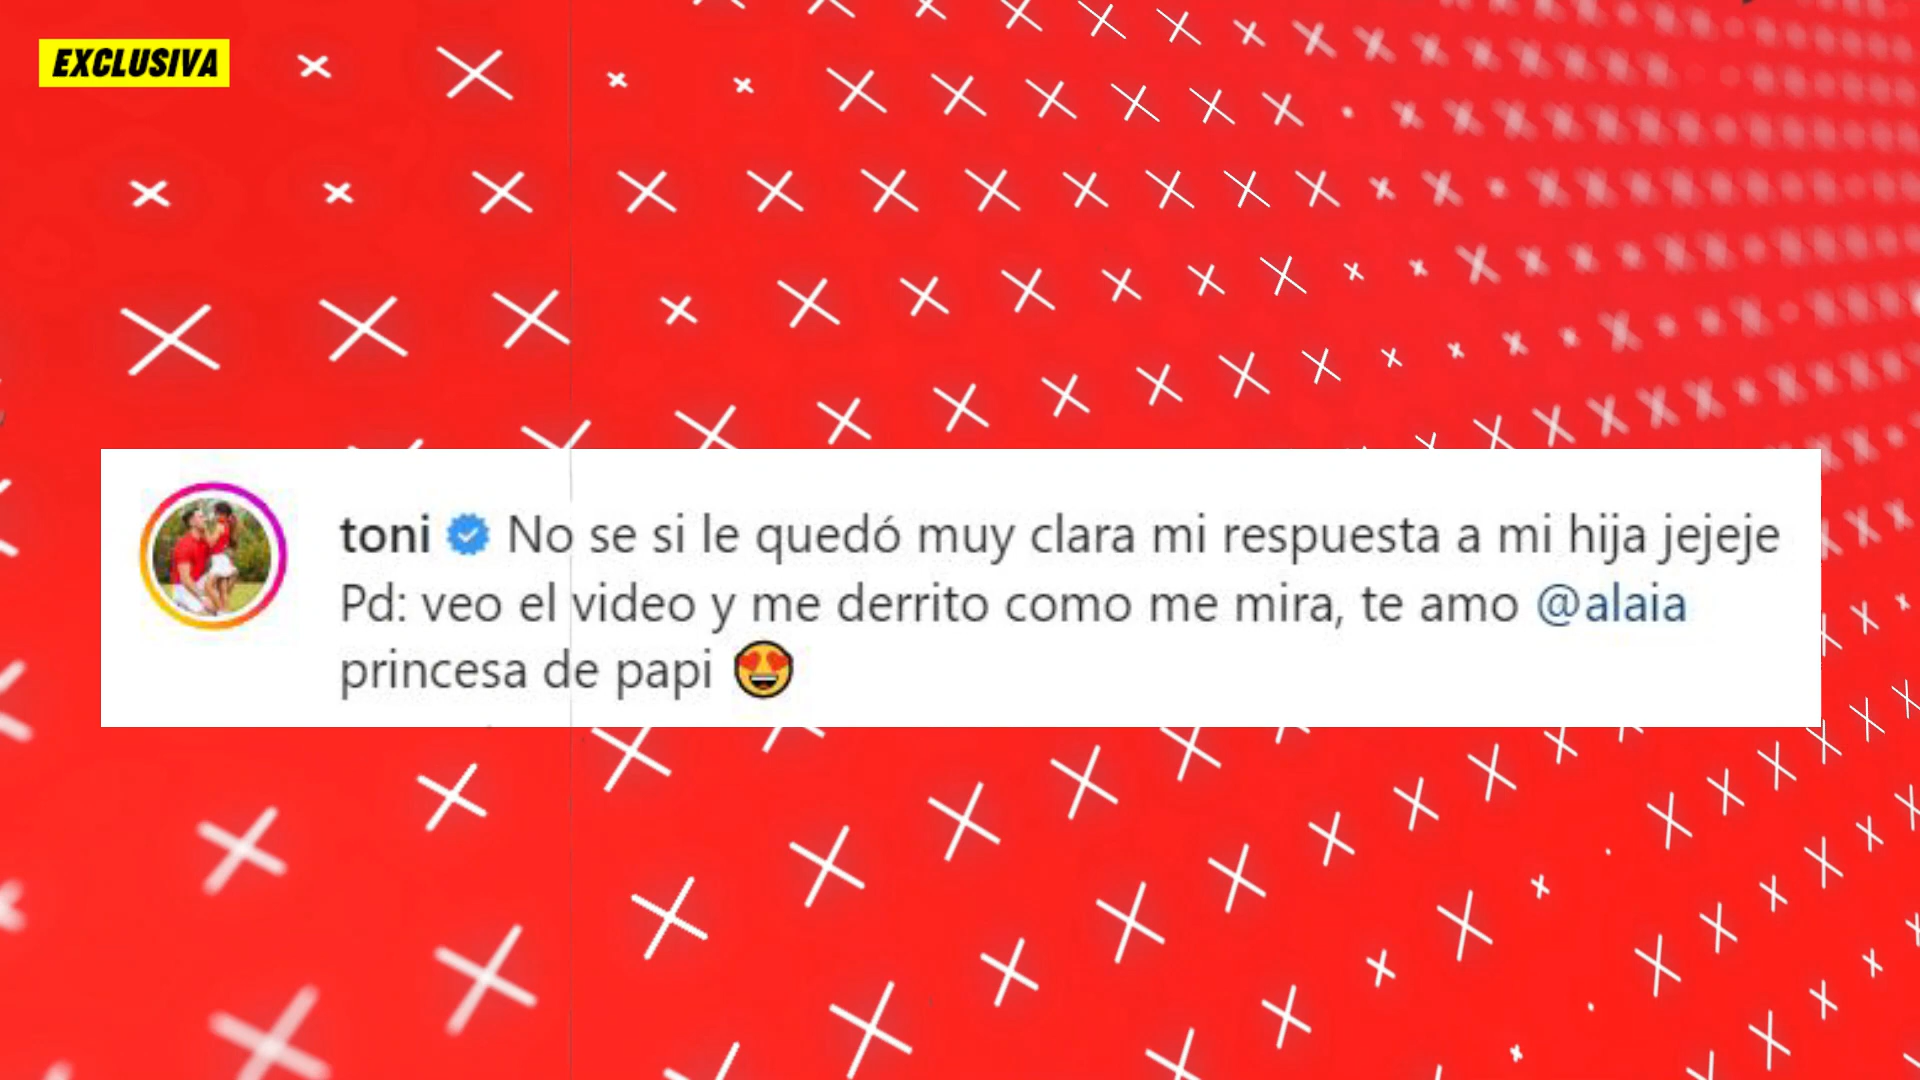 EXCLUSIVA
toni No se si le quedó muy clara mi respuesta a mi hija jejeje
Pd: veo el video y me derrito como me mira, te amo @alaia
princesa de papi 😍